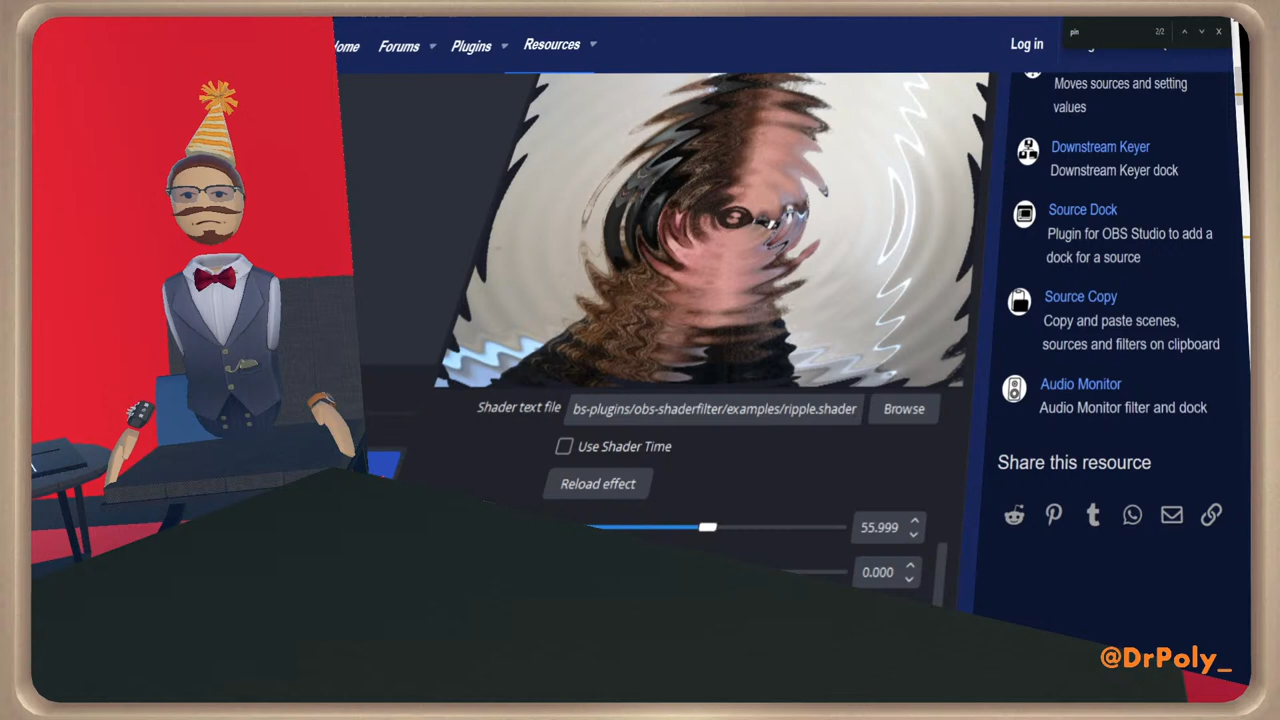 Home Forums Plugins Resources
Log in
pin 2/2
Moves sources and setting
values
Downstream Keyer
Downstream Keyer dock
Source Dock
Plugin for OBS Studio to add a
dock for a source
Source Copy
Copy and paste scenes,
sources and filters on clipboard
Audio Monitor
Audio Monitor filter and dock
Share this resource
Shader text file bs-plugins/obs-shaderfilter/examples/ripple.shader Browse
Use Shader Time
Reload effect
55.999
0.000
@DrPoly_